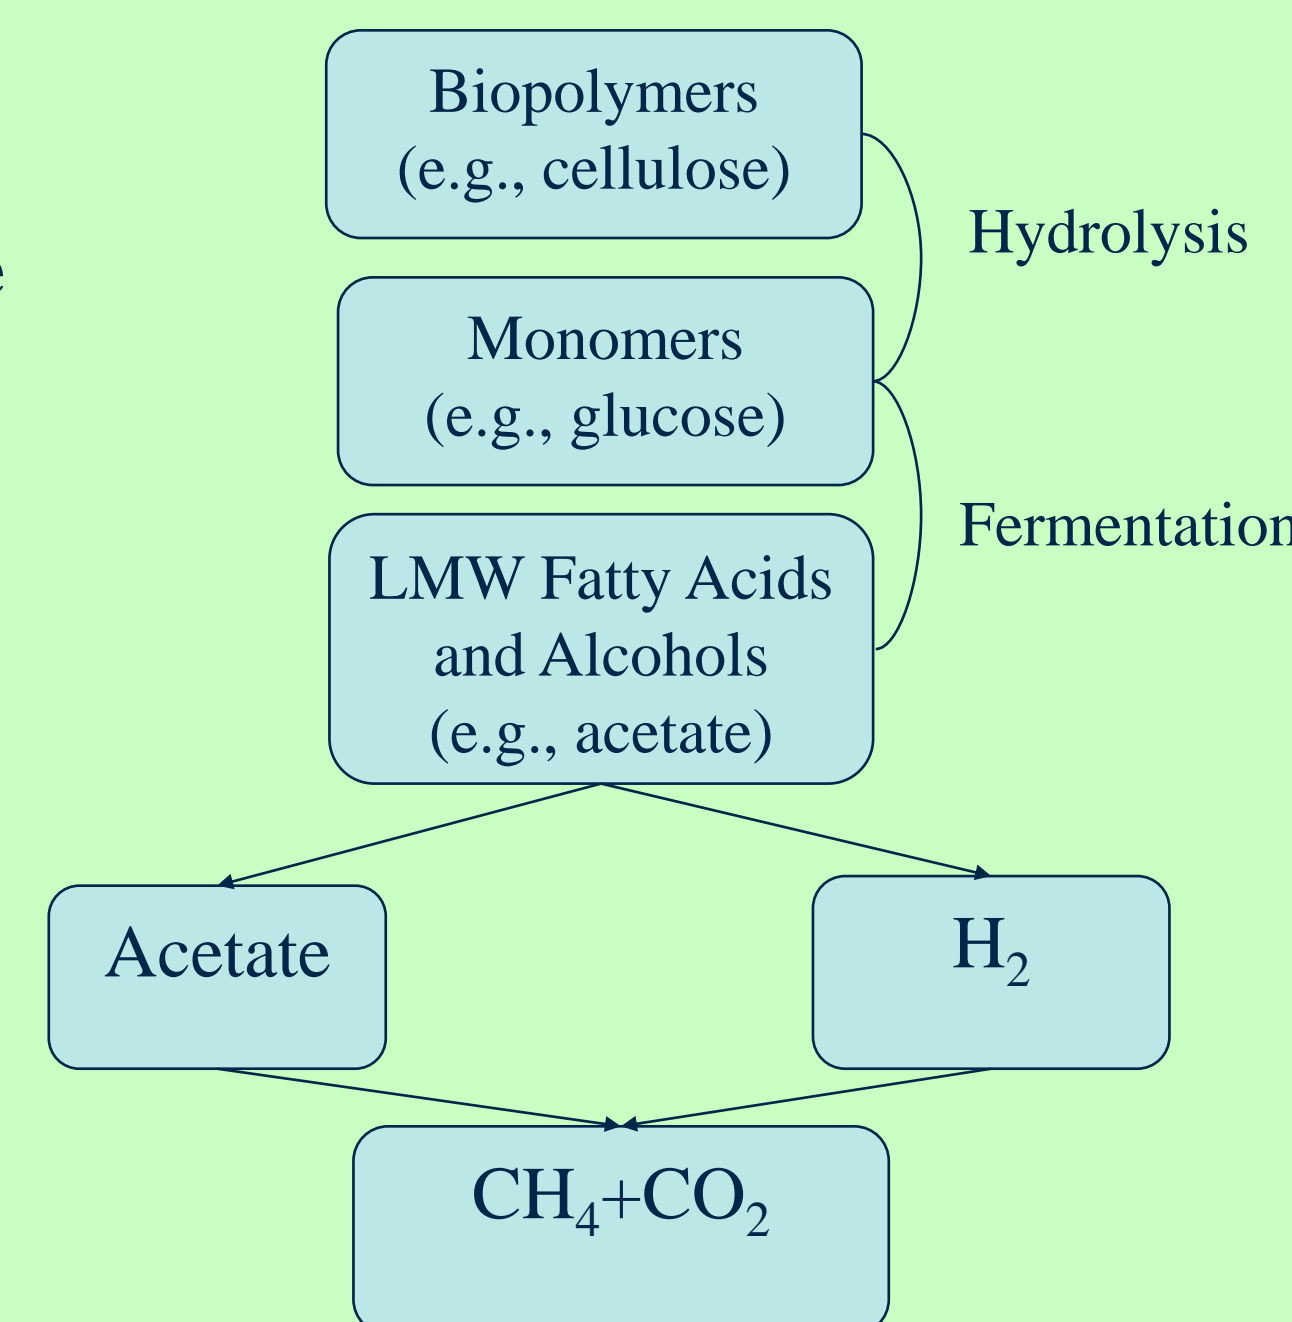 Biopolymers
(e.g., cellulose)
Hydrolysis
Monomers
(e.g., glucose)
Fermentation
LMW Fatty Acids
and Alcohols
(e.g., acetate)
Acetate
H₂
CH₄+CO₂